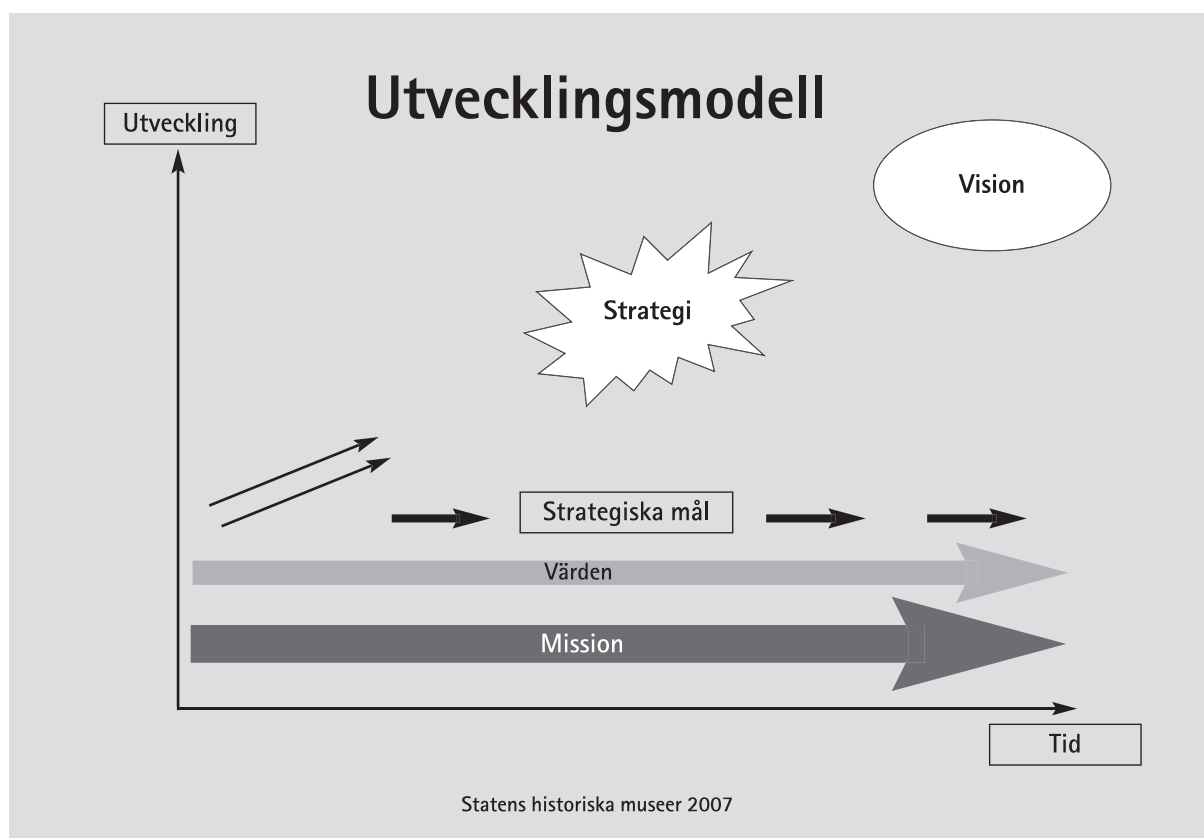 Utvecklingsmodell
Utveckling
Vision
Strategi
Strategiska mål
Värden
Mission
Tid
Statens historiska museer 2007